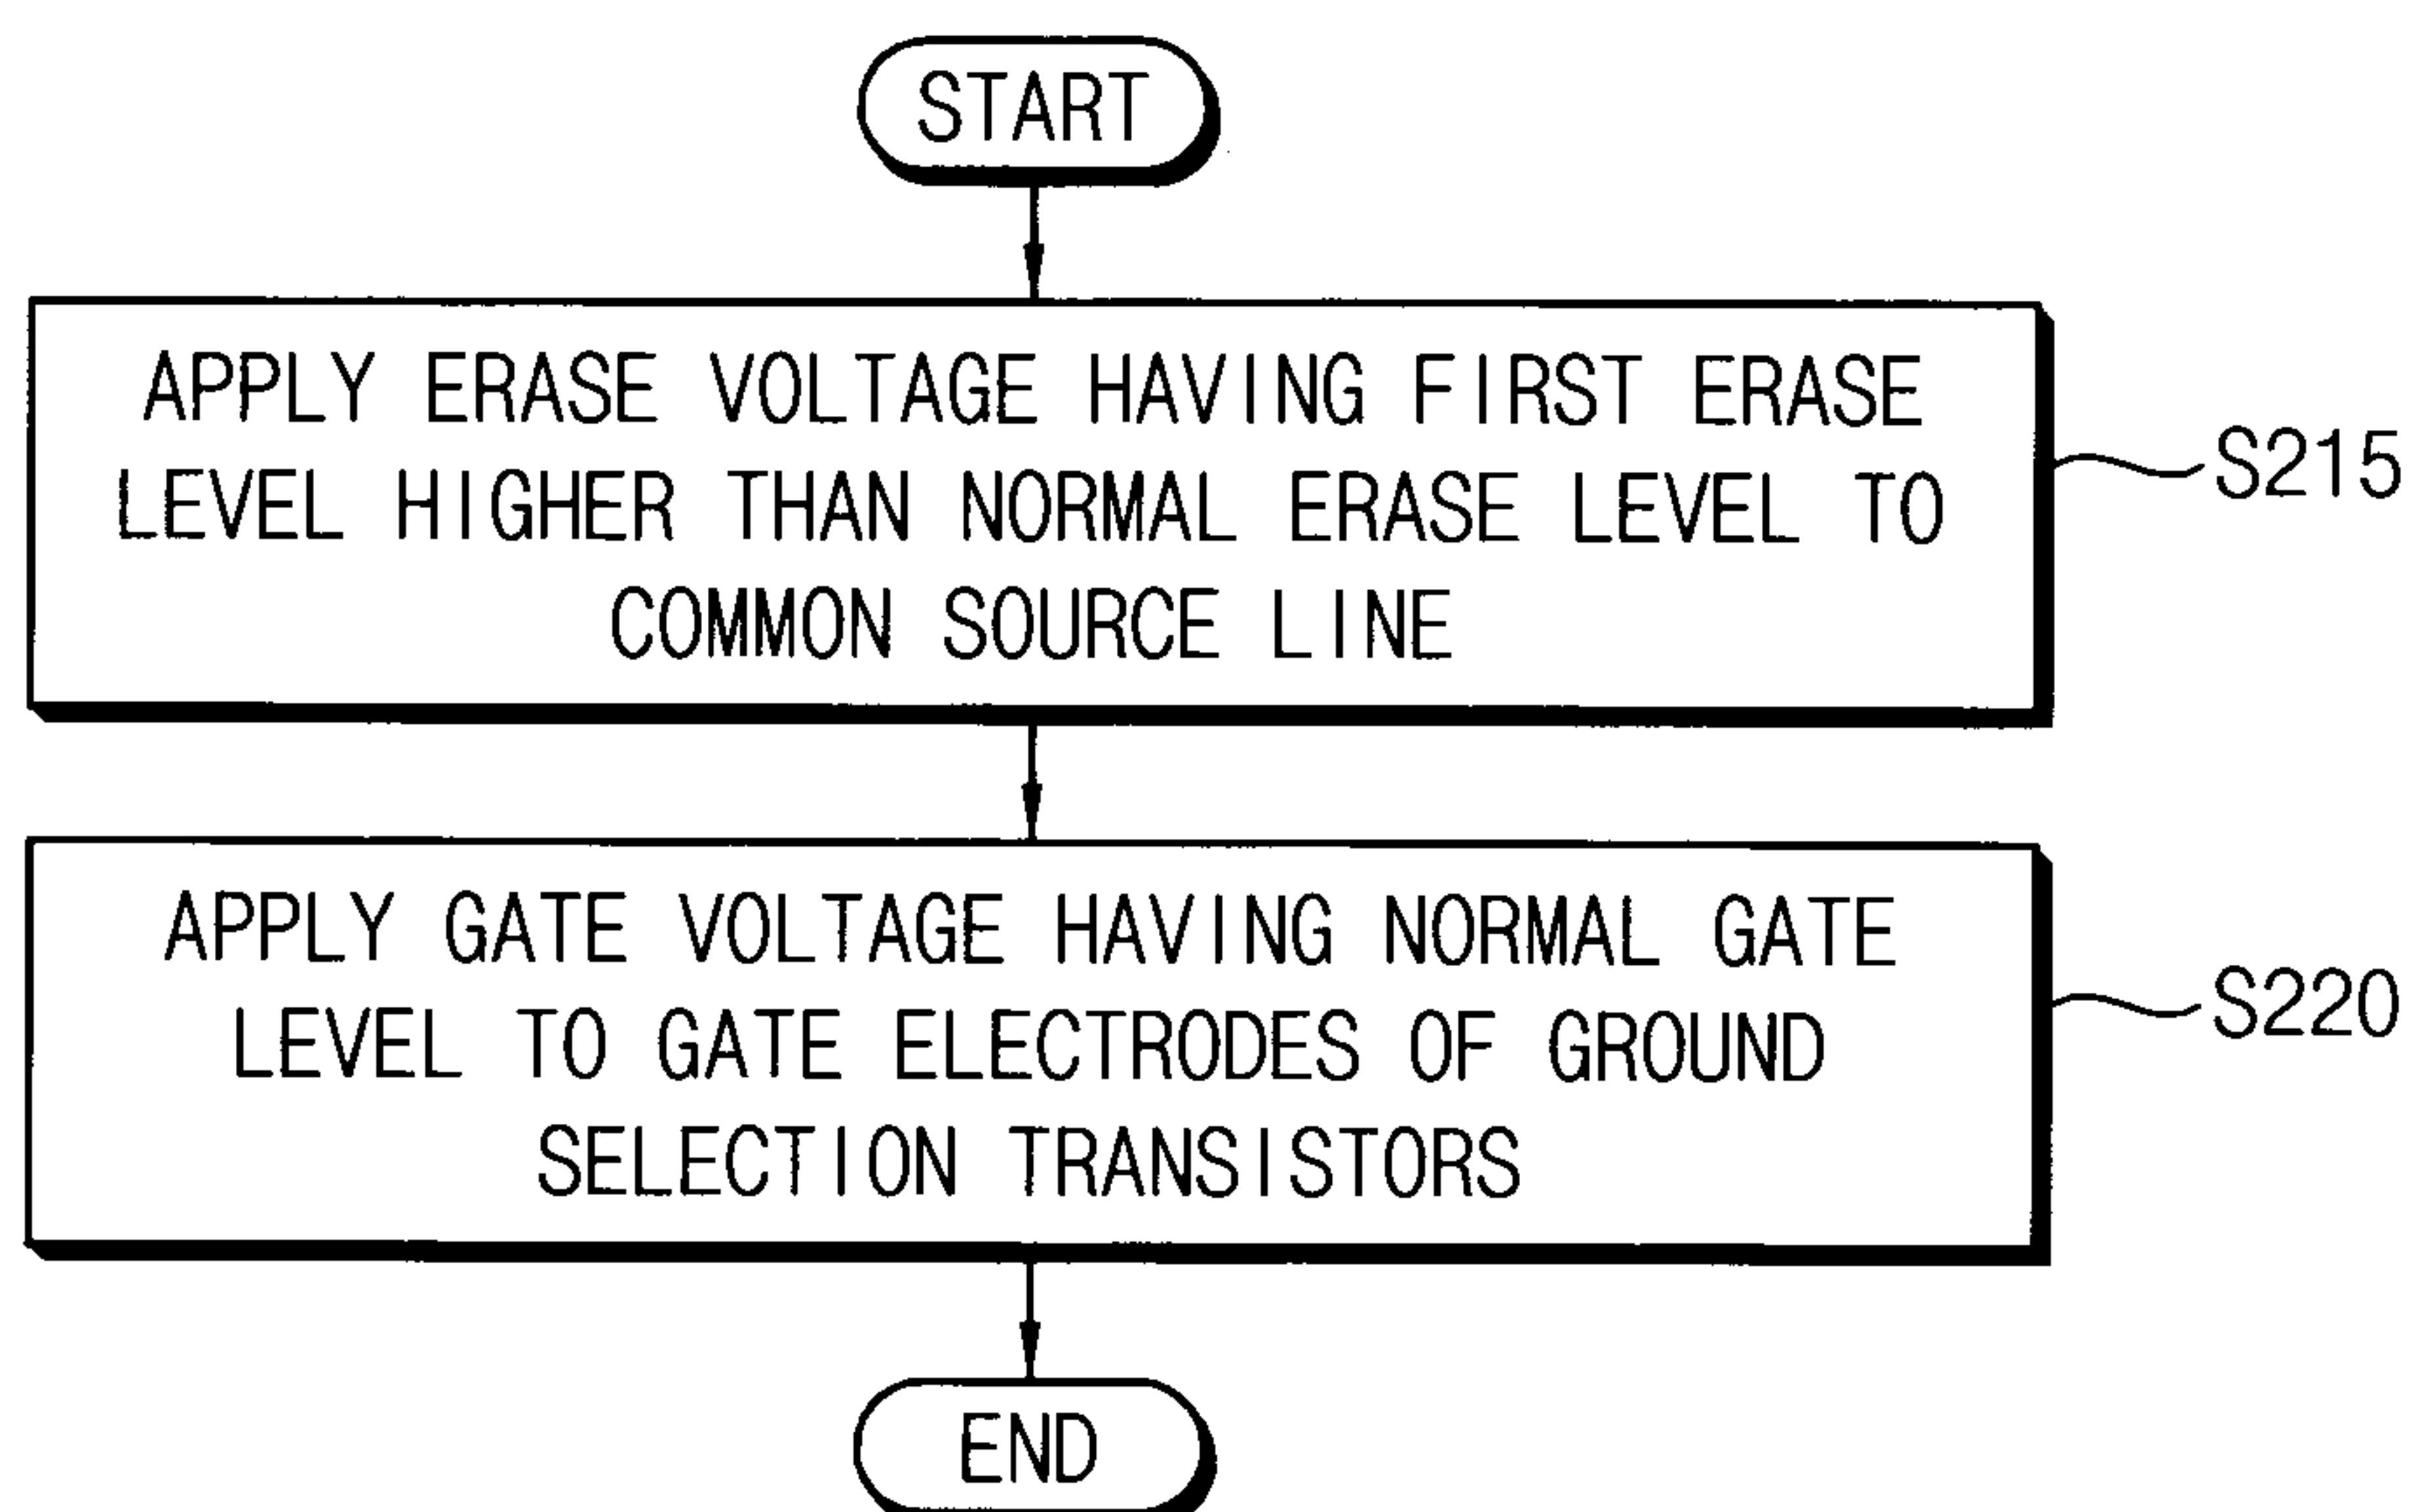 START
APPLY ERASE VOLTAGE HAVING FIRST ERASE
LEVEL HIGHER THAN NORMAL ERASE LEVEL TO
COMMON SOURCE LINE
S215
APPLY GATE VOLTAGE HAVING NORMAL GATE
LEVEL TO GATE ELECTRODES OF GROUND
SELECTION TRANSISTORS
S220
END